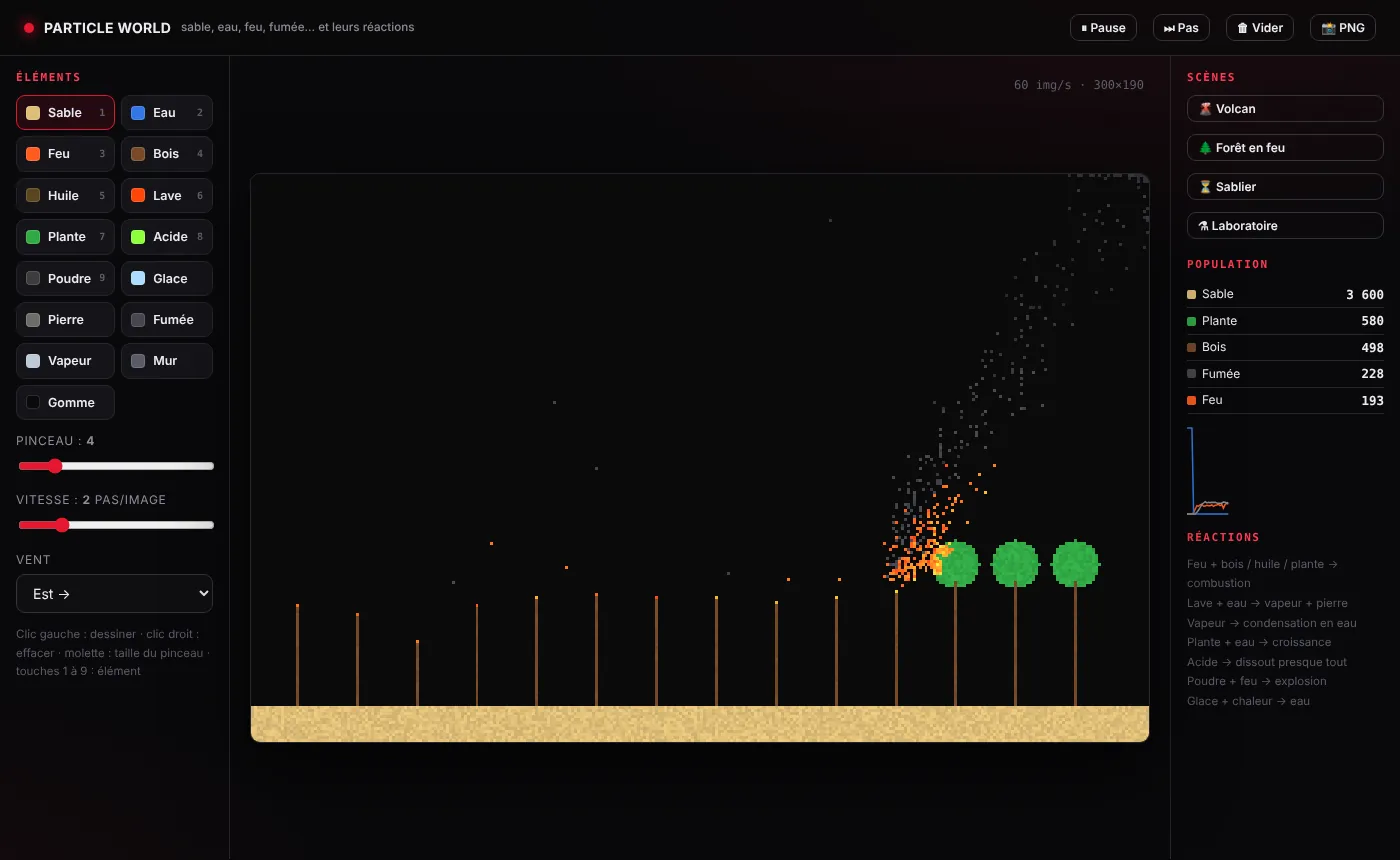 PARTICLE WORLD sable, eau, feu, fumée... et leurs réactions
Pause
Pas
Vider
PNG
ÉLÉMENTS
Sable 1
Eau 2
Feu 3
Bois 4
Huile 5
Lave 6
Plante 7
Acide 8
Poudre 9
Glace
Pierre
Fumée
Vapeur
Mur
Gomme
PINCEAU : 4
VITESSE : 2 PAS/IMAGE
VENT
Est →
Clic gauche : dessiner · clic droit :
effacer · molette : taille du pinceau ·
touches 1 à 9 : élément
60 img/s · 300×190
SCÈNES
Volcan
Forêt en feu
Sablier
Laboratoire
POPULATION
Sable 3 600
Plante 580
Bois 498
Fumée 228
Feu 193
RÉACTIONS
Feu + bois / huile / plante →
combustion
Lave + eau → vapeur + pierre
Vapeur → condensation en eau
Plante + eau → croissance
Acide → dissout presque tout
Poudre + feu → explosion
Glace + chaleur → eau